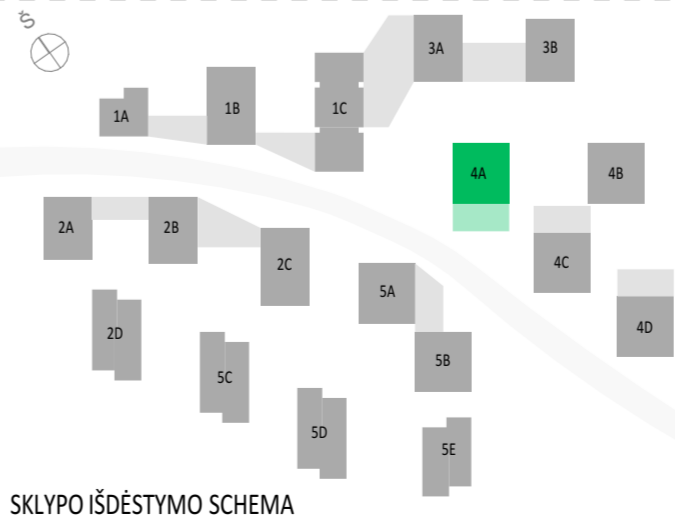 Š
3A
3B
1A
1B
1C
4A
4B
2A
2B
2C
4C
5A
4D
2D
5B
5C
5D
5E
SKLYPO IŠDĖSTYMO SCHEMA